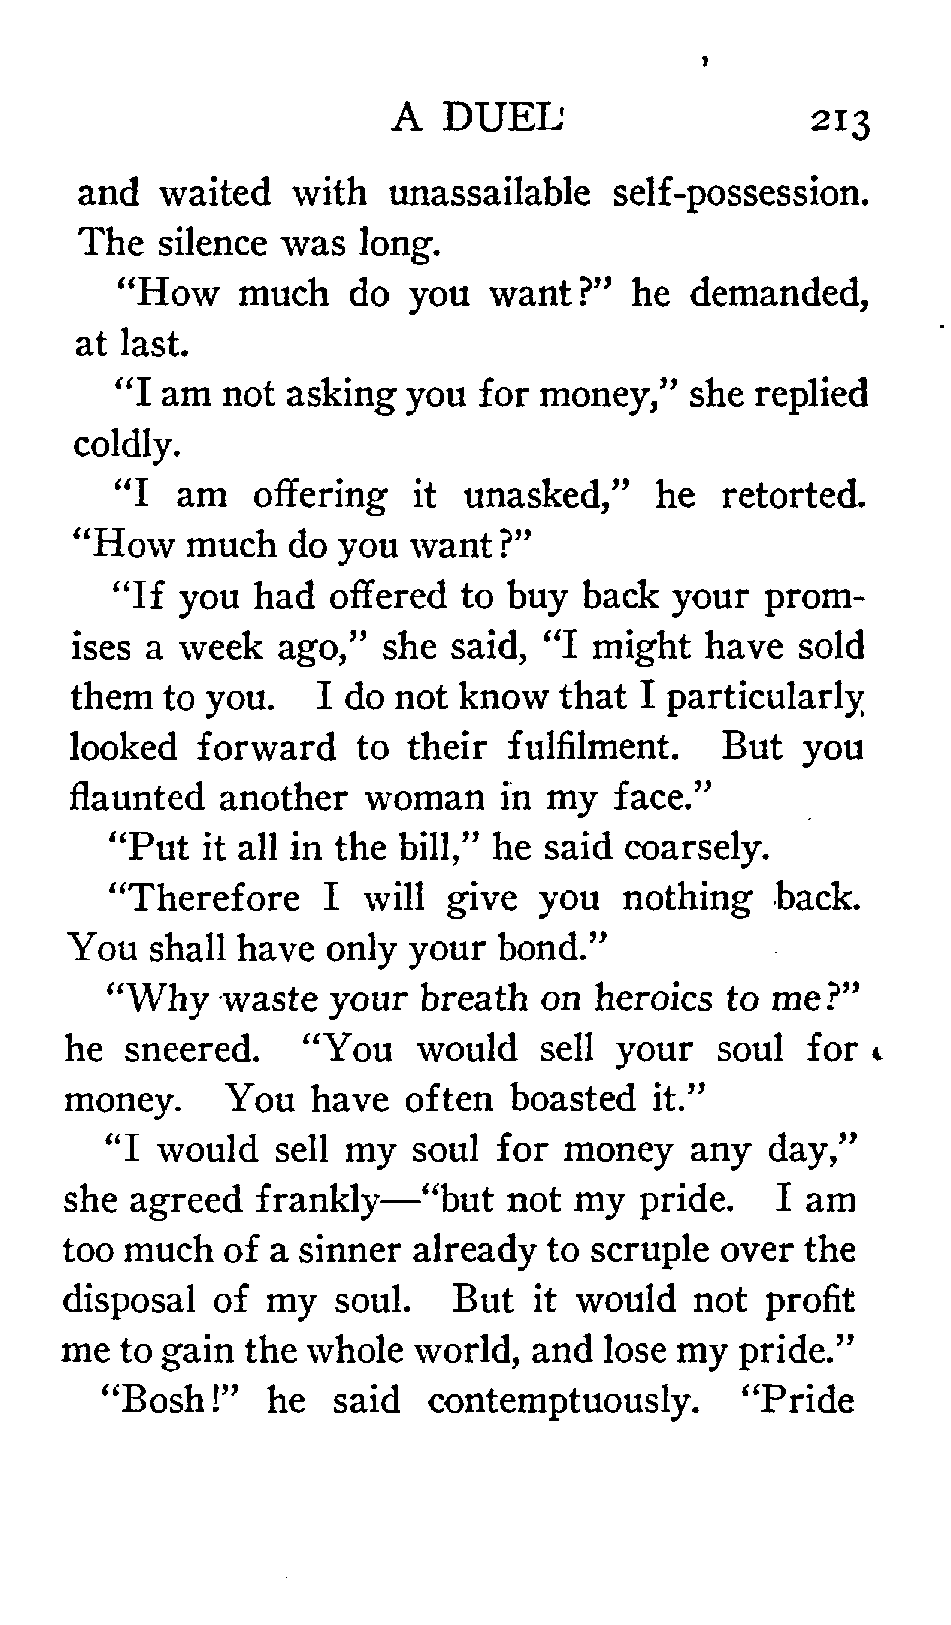 A DUEL 213
and waited with unassailable self-possession.
The silence was long.
"How much do you want?" he demanded,
at last.
"I am not asking you for money," she replied
coldly.
"I am offering it unasked," he retorted.
"How much do you want?"
"If you had offered to buy back your prom-
ises a week ago," she said, "I might have sold
them to you. I do not know that I particularly
looked forward to their fulfilment. But you
flaunted another woman in my face."
"Put it all in the bill," he said coarsely.
"Therefore I will give you nothing back.
You shall have only your bond."
"Why waste your breath on heroics to me?"
he sneered. "You would sell your soul for
money. You have often boasted it."
"I would sell my soul for money any day,"
she agreed frankly—"but not my pride. I am
too much of a sinner already to scruple over the
disposal of my soul. But it would not profit
me to gain the whole world, and lose my pride."
"Bosh!" he said contemptuously. "Pride